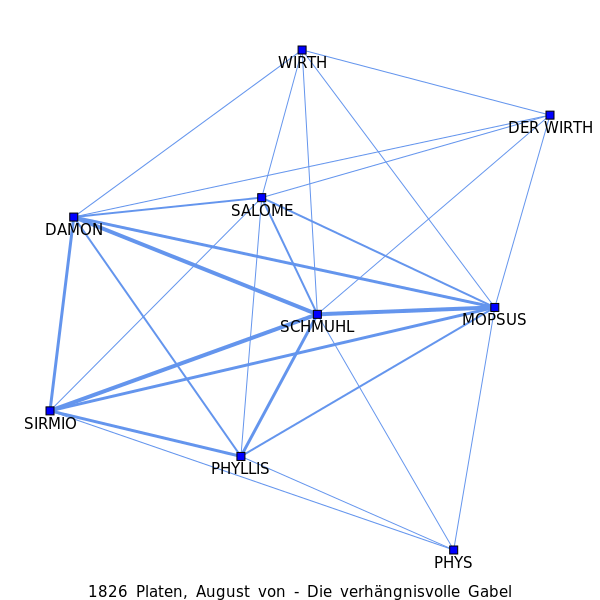 WIRTH
DER WIRTH
SALOME
DAMON
SCHMUHL
MOPSUS
SIRMIO
PHYLLIS
PHYS
1826 Platen, August von - Die verhängnisvolle Gabel